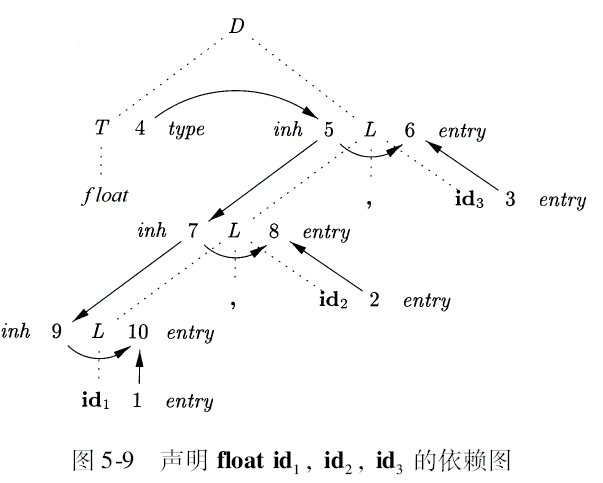 D
T 4 type inh 5 L 6 entry
float , id₃ 3 entry
inh 7 L 8 entry
, id₂ 2 entry
inh 9 L 10 entry
id₁ 1 entry
图 5-9 声明 float id₁, id₂, id₃ 的依赖图